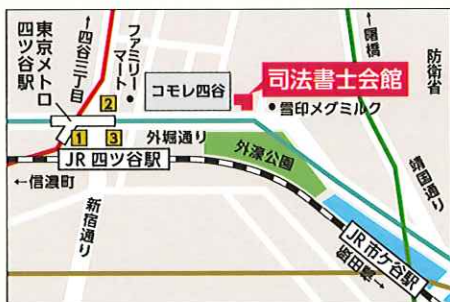 東京メトロ
四ツ谷駅
↑四谷三丁目
ファミリー
マート
コモレ四谷
司法書士会館
雪印メグミルク
↑曙橋
防衛省
靖国通り
1
2
3
外堀通り
外濠公園
JR 四ツ谷駅
←信濃町
新宿通り
JR 市ケ谷駅
飯田橋→